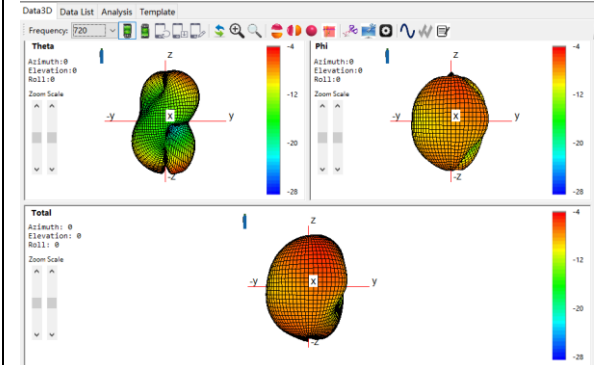 Data3D Data List Analysis Template
Frequency: 720
Theta
Azimuth:0
Elevation:0
Roll:0
Zoom Scale
z
-y
x
y
-z
-4
-12
-20
-28
Phi
Azimuth:0
Elevation:0
Roll:0
Zoom Scale
z
-y
x
y
-z
-4
-12
-20
-28
Total
Azimuth: 0
Elevation: 0
Roll: 0
Zoom Scale
z
-y
x
y
-z
-4
-12
-20
-28